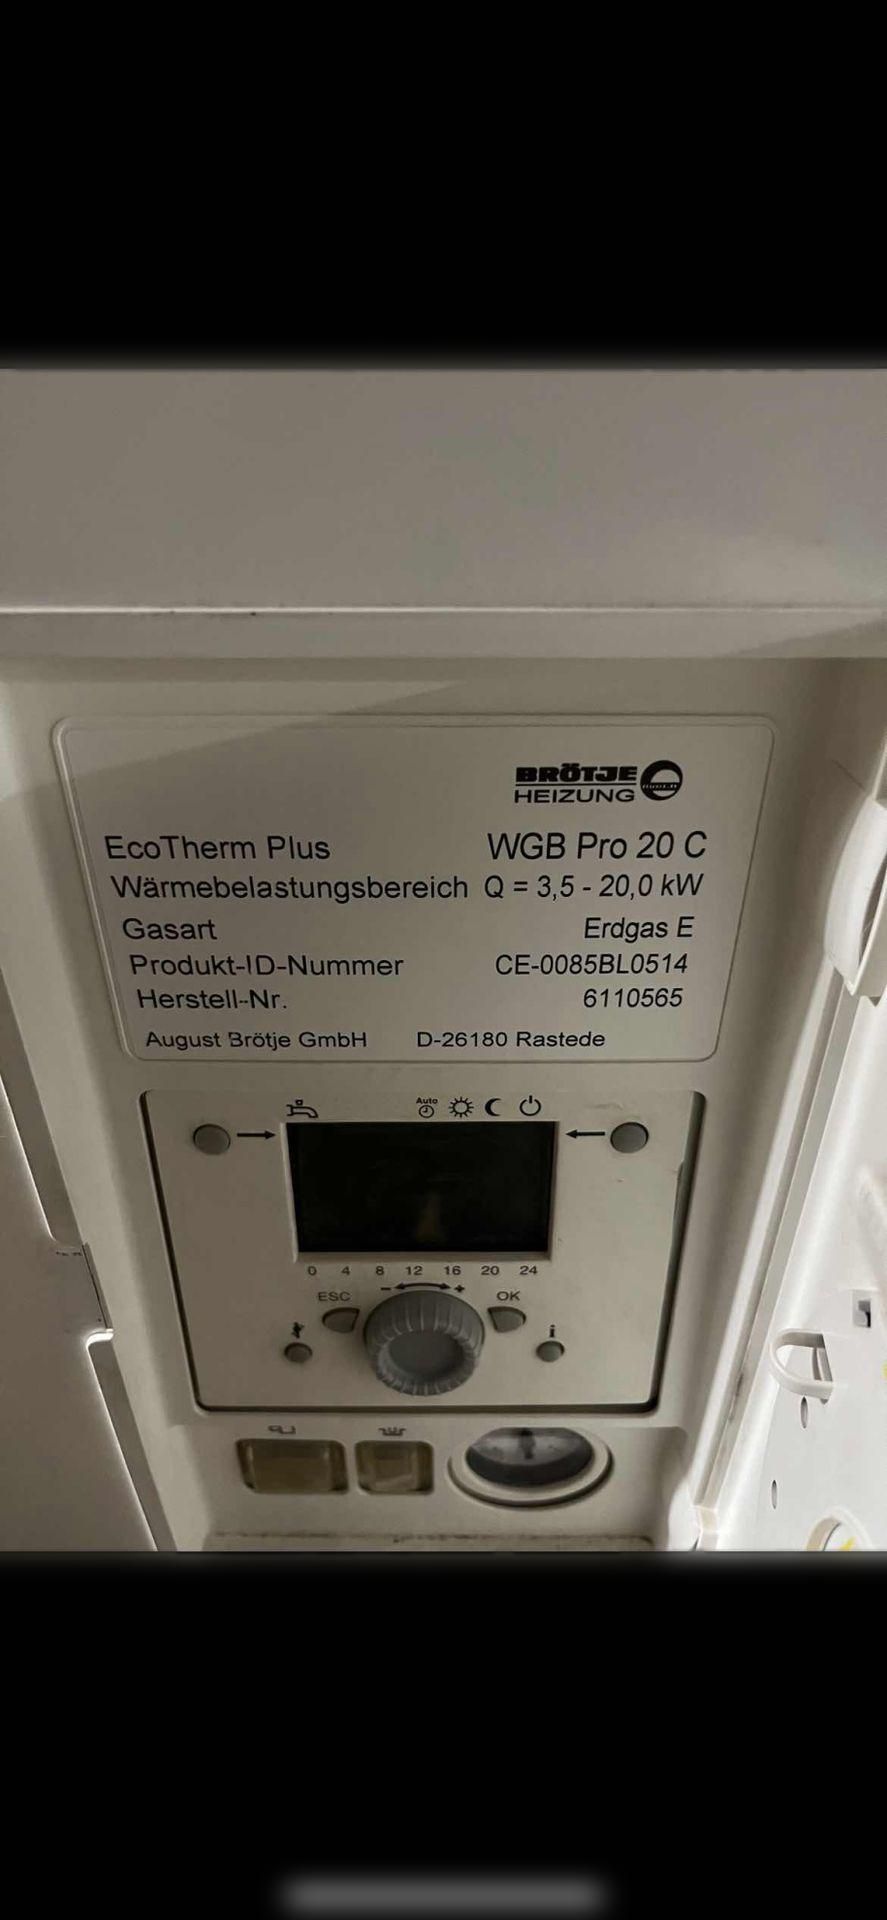 BRÖTJE
HEIZUNG
EcoTherm Plus WGB Pro 20 C
Wärmebelastungsbereich Q = 3,5 - 20,0 kW
Gasart Erdgas E
Produkt-ID-Nummer CE-0085BL0514
Herstell-Nr. 6110565
August Brötje GmbH D-26180 Rastede
Auto
0 4 8 12 16 20 24
- +
ESC OK
i